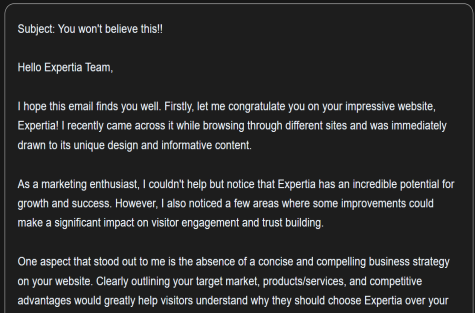 Subject: You won't believe this!!
Hello Expertia Team,
I hope this email finds you well. Firstly, let me congratulate you on your impressive website,
Expertia! I recently came across it while browsing through different sites and was immediately
drawn to its unique design and informative content.
As a marketing enthusiast, I couldn't help but notice that Expertia has an incredible potential for
growth and success. However, I also noticed a few areas where some improvements could
make a significant impact on visitor engagement and trust building.
One aspect that stood out to me is the absence of a concise and compelling business strategy
on your website. Clearly outlining your target market, products/services, and competitive
advantages would greatly help visitors understand why they should choose Expertia over your